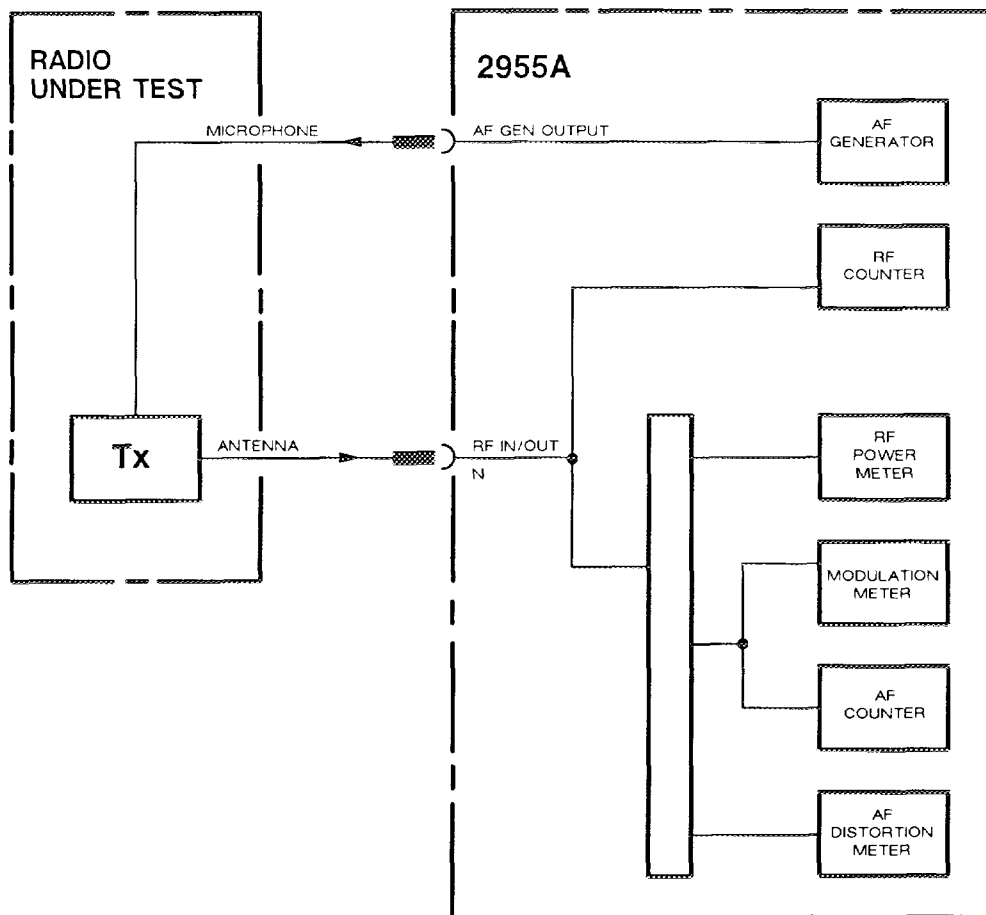 RADIO
UNDER TEST
2955A
MICROPHONE
AF GEN OUTPUT
AF
GENERATOR
RF
COUNTER
Tx
ANTENNA
RF IN/OUT
N
RF
POWER
METER
MODULATION
METER
AF
COUNTER
AF
DISTORTION
METER